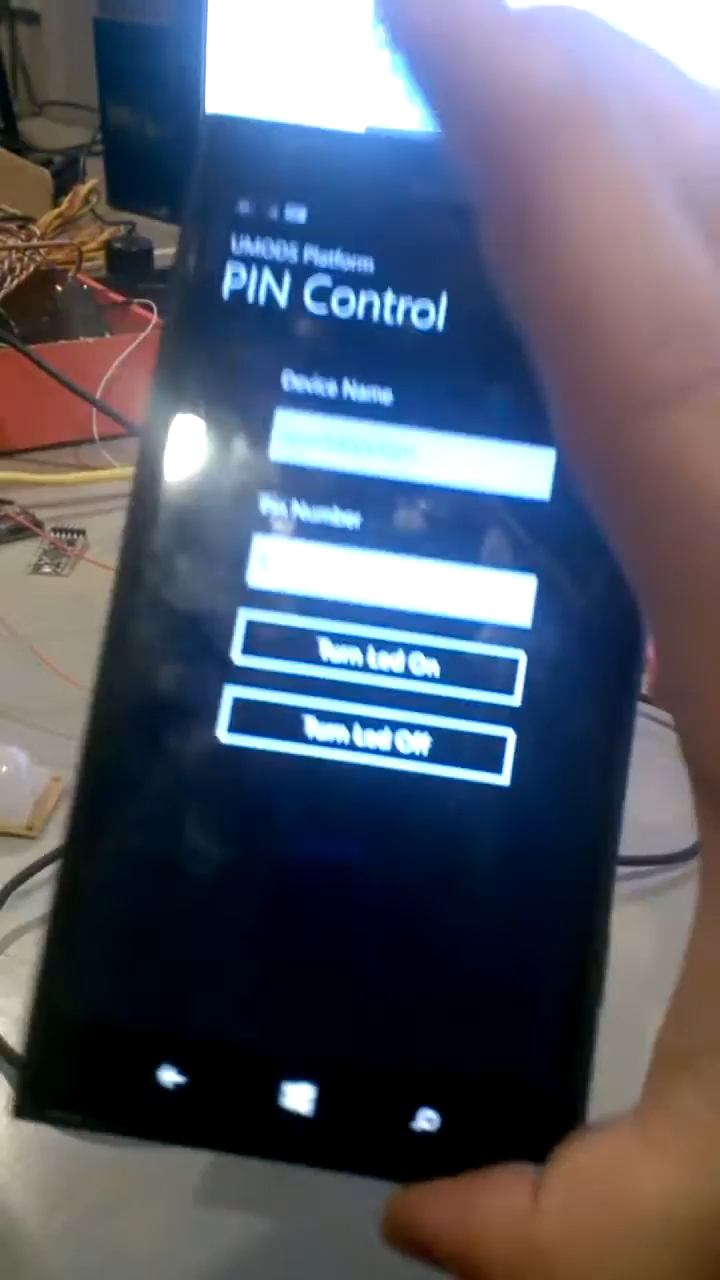 UMODS Platform
PIN Control
Device Name
Pin Number
Turn Led On
Turn Led Off